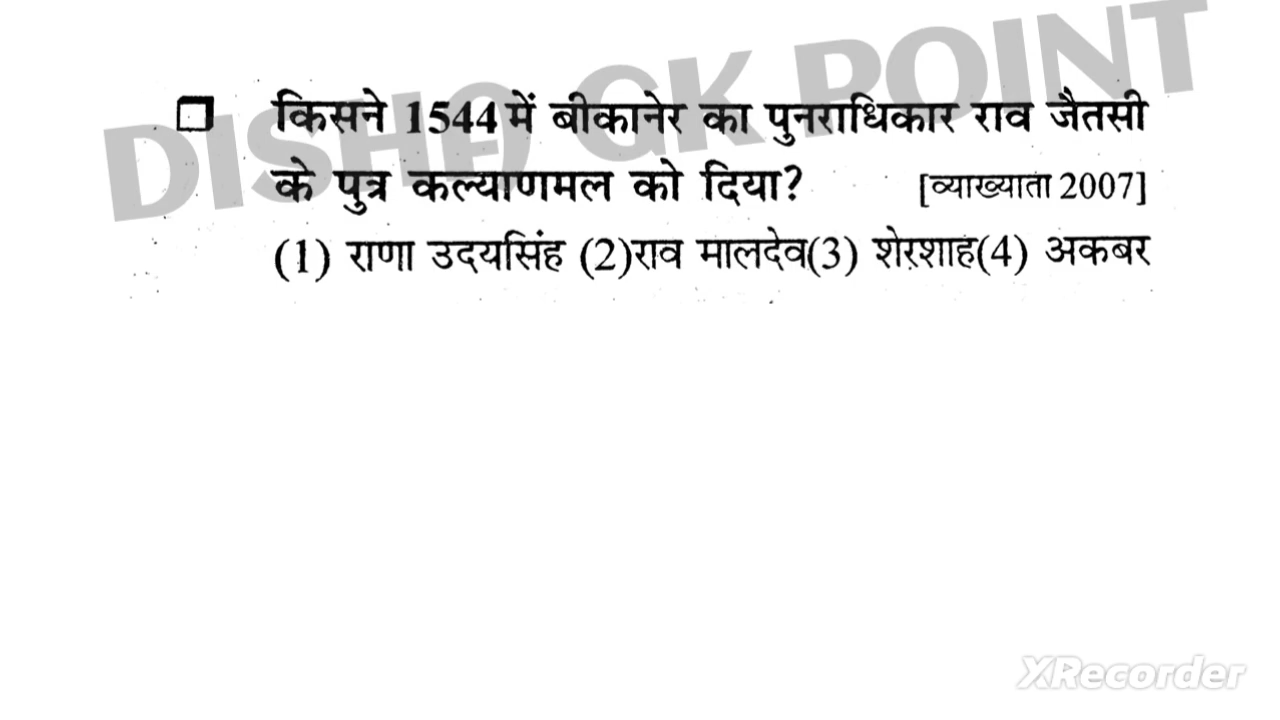 DISHA GK POINT
किसने 1544 में बीकानेर का पुनराधिकार राव जैतसी
के पुत्र कल्याणमल को दिया? [व्याख्याता 2007]
(1) राणा उदयसिंह (2)राव मालदेव(3) शेरशाह(4) अकबर
XRecorder